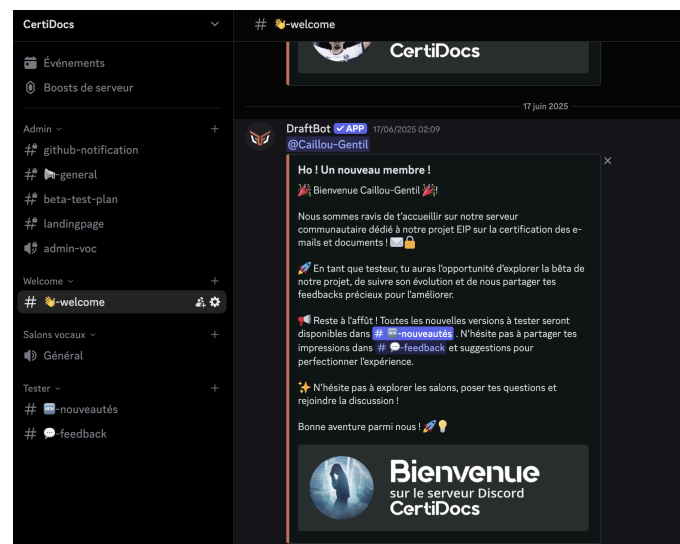 CertiDocs
Événements
Boosts de serveur
Admin
github-notification
-general
beta-test-plan
landingpage
admin-voc
Welcome
-welcome
Salons vocaux
Général
Tester
-nouveautés
-feedback
-welcome
CertiDocs
17 juin 2025
DraftBot APP 17/06/2025 02:09
@Caillou-Gentil
Ho ! Un nouveau membre !
🎉 Bienvenue Caillou-Gentil 🎉!
Nous sommes ravis de t'accueillir sur notre serveur
communautaire dédié à notre projet EIP sur la certification des e-
mails et documents ! ✉️🔒
🚀 En tant que testeur, tu auras l'opportunité d'explorer la bêta de
notre projet, de suivre son évolution et de nous partager tes
feedbacks précieux pour l'améliorer.
📢 Reste à l'affût ! Toutes les nouvelles versions à tester seront
disponibles dans # 🆕-nouveautés . N'hésite pas à partager tes
impressions dans # 💬-feedback et suggestions pour
perfectionner l'expérience.
✨ N'hésite pas à explorer les salons, poser tes questions et
rejoindre la discussion !
Bonne aventure parmi nous ! 🚀💡
Bienvenue
sur le serveur Discord
CertiDocs